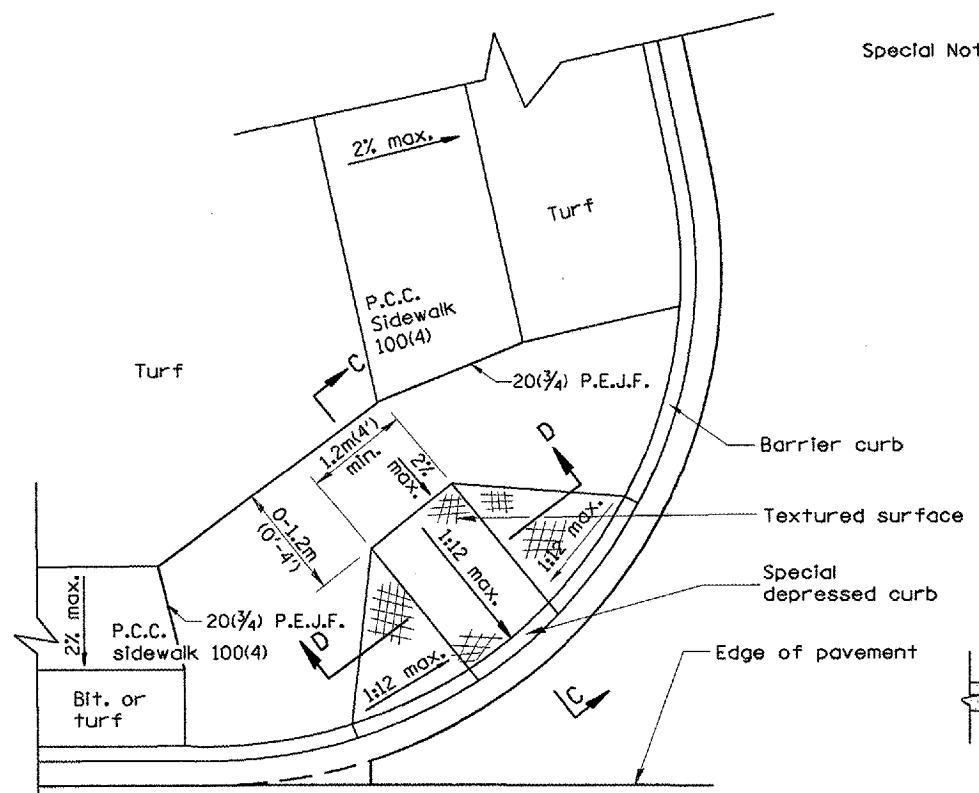 Special Not
2% max.
Turf
P.C.C.
Sidewalk
100(4)
Turf
C
20(¾) P.E.J.F.
1.2m(4')
min.
2%
max.
D
Barrier curb
0-1.2m
(0'-4')
Textured surface
1:12 max.
1:12 max.
Special
depressed curb
2% max.
P.C.C.
sidewalk 100(4)
20(¾) P.E.J.F.
D
1:12 max.
Edge of pavement
C
Bit. or
turf